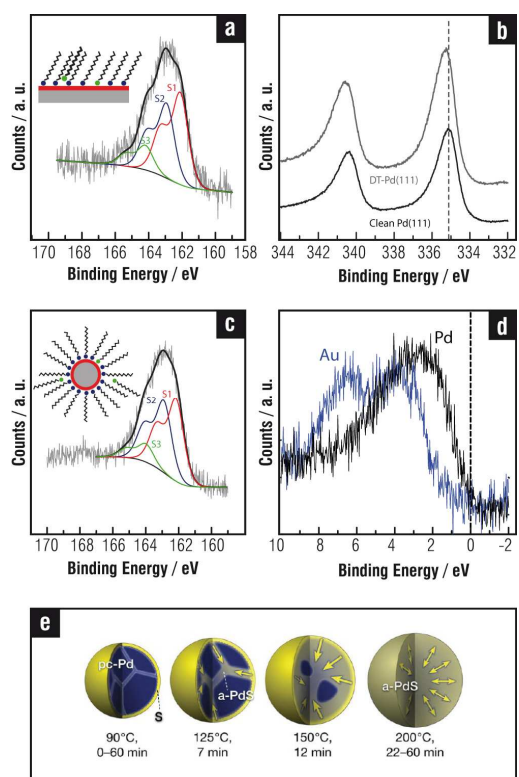 a
S1
S2
S3
Counts / a. u.
170 168 166 164 162 160 158
Binding Energy / eV
b
DT-Pd(111)
Clean Pd(111)
Counts / a. u.
344 342 340 338 336 334 332
Binding Energy / eV
c
S1
S2
S3
Counts / a. u.
170 168 166 164 162 160
Binding Energy / eV
d
Pd
Au
Counts / a. u.
10 8 6 4 2 0 -2
Binding Energy / eV
e
pc-Pd
S
a-PdS
a-PdS
90°C,
0–60 min
125°C,
7 min
150°C,
12 min
200°C,
22–60 min